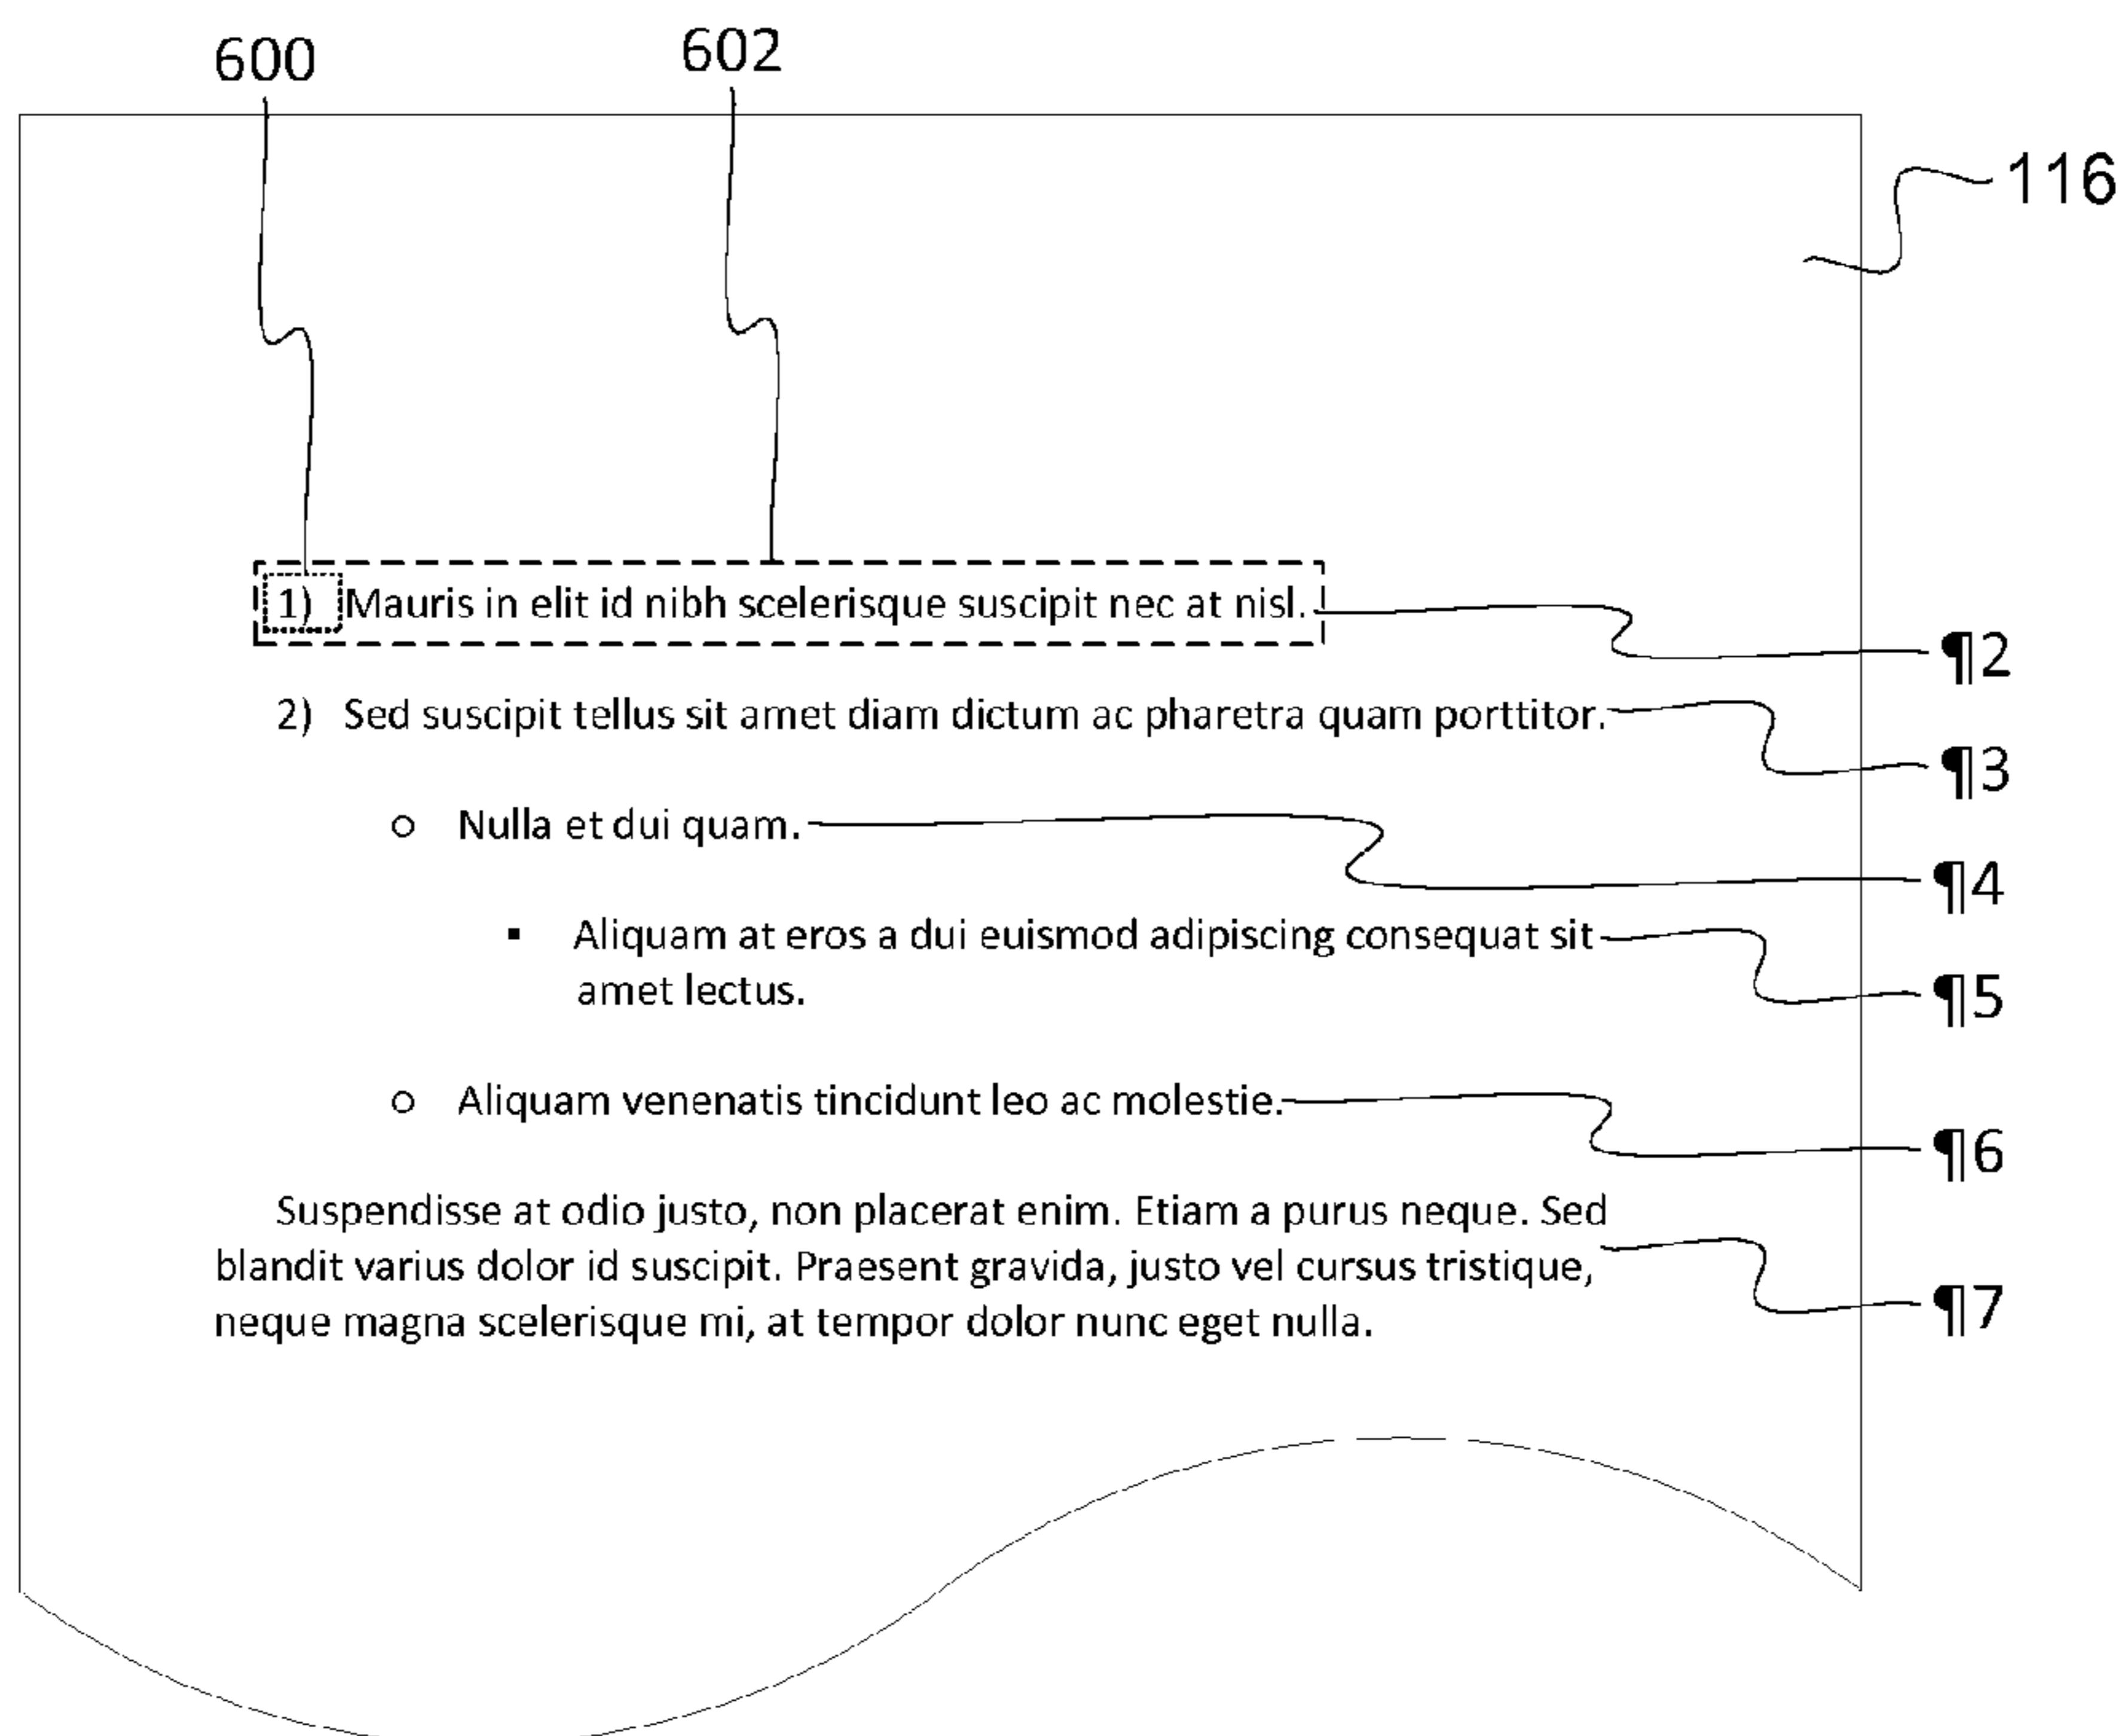 600 602
116
1) Mauris in elit id nibh scelerisque suscipit nec at nisl.
¶2
2) Sed suscipit tellus sit amet diam dictum ac pharetra quam porttitor.
¶3
○ Nulla et dui quam.
¶4
▪ Aliquam at eros a dui euismod adipiscing consequat sit
amet lectus.
¶5
○ Aliquam venenatis tincidunt leo ac molestie.
¶6
Suspendisse at odio justo, non placerat enim. Etiam a purus neque. Sed
blandit varius dolor id suscipit. Praesent gravida, justo vel cursus tristique,
neque magna scelerisque mi, at tempor dolor nunc eget nulla.
¶7